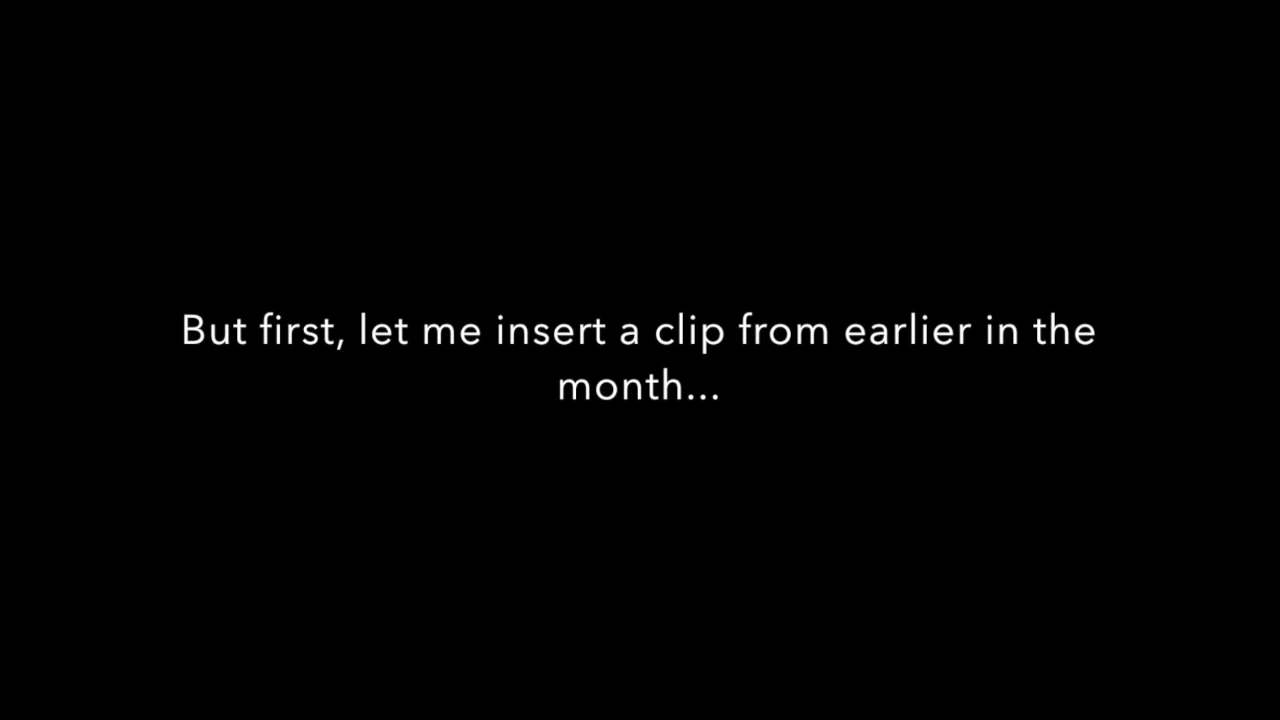 But first, let me insert a clip from earlier in the
month...